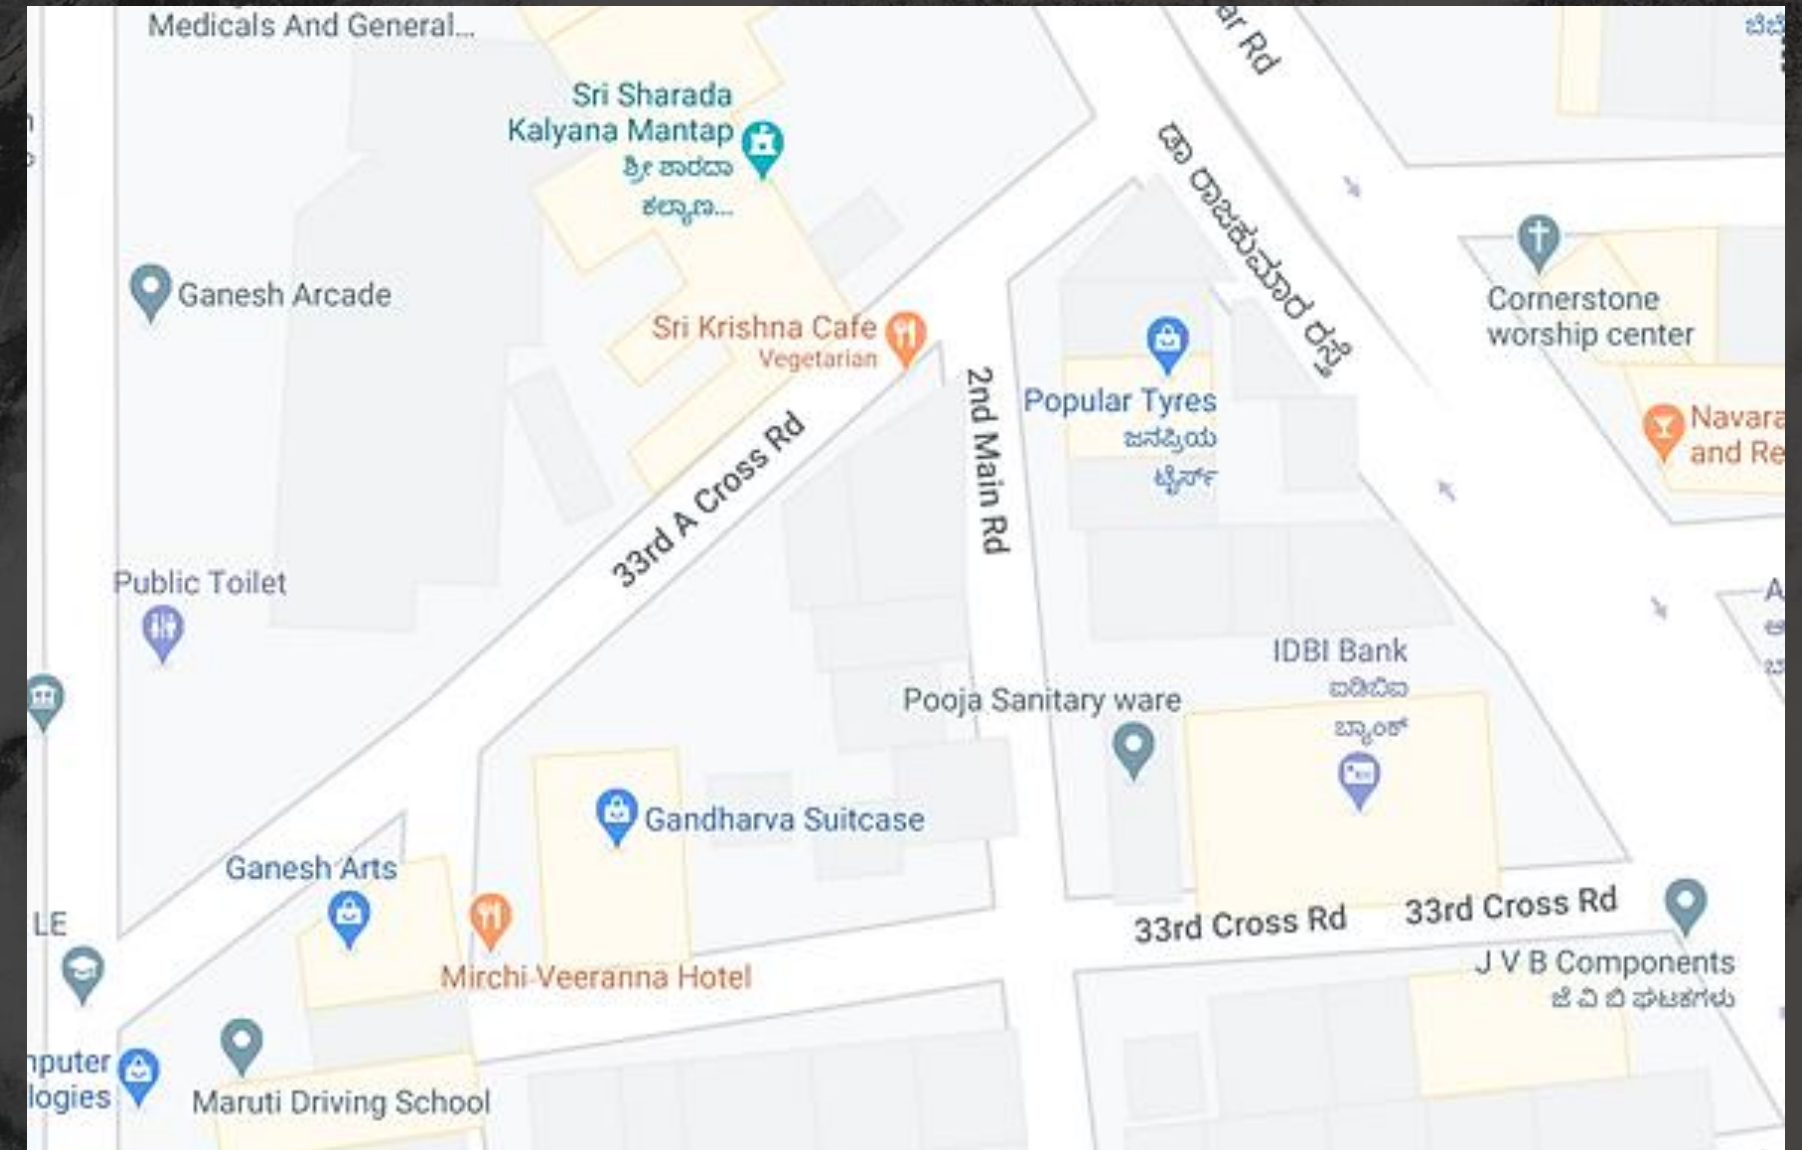 Medicals And General...
ar Rd
Sri Sharada
Kalyana Mantap
ಶ್ರೀ ಶಾರದಾ
ಕಲ್ಯಾಣ...
ಡಾ ರಾಜಕುಮಾರ ರಸ್ತೆ
Ganesh Arcade
Cornerstone
worship center
Sri Krishna Cafe
Vegetarian
2nd Main Rd
Popular Tyres
ಜನಪ್ರಿಯ
ಟೈರ್ಸ್
Navara
and Re
33rd A Cross Rd
Public Toilet
IDBI Bank
ಐಡಿಬಿಐ
ಬ್ಯಾಂಕ್
Pooja Sanitary ware
Gandharva Suitcase
Ganesh Arts
LE
33rd Cross Rd
33rd Cross Rd
Mirchi Veeranna Hotel
J V B Components
ಜೆ ವಿ ಬಿ ಘಟಕಗಳು
mputer
logies
Maruti Driving School